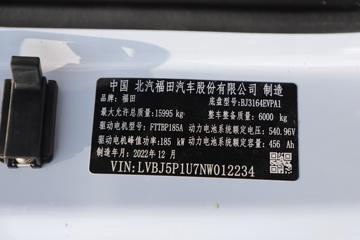 中国 北汽福田汽车股份有限公司 制造
品牌：福田 底盘型号：BJ3164EVPA1
最大允许总质量：15995 kg 整车整备质量：6000 kg
驱动电机型号：FTTBP185A 动力电池系统额定电压：540.96V
驱动电机峰值功率：185 kW 动力电池系统额定容量：456 Ah
制造年月：2022年12月
VIN：LVBJ5P1U7NW012234